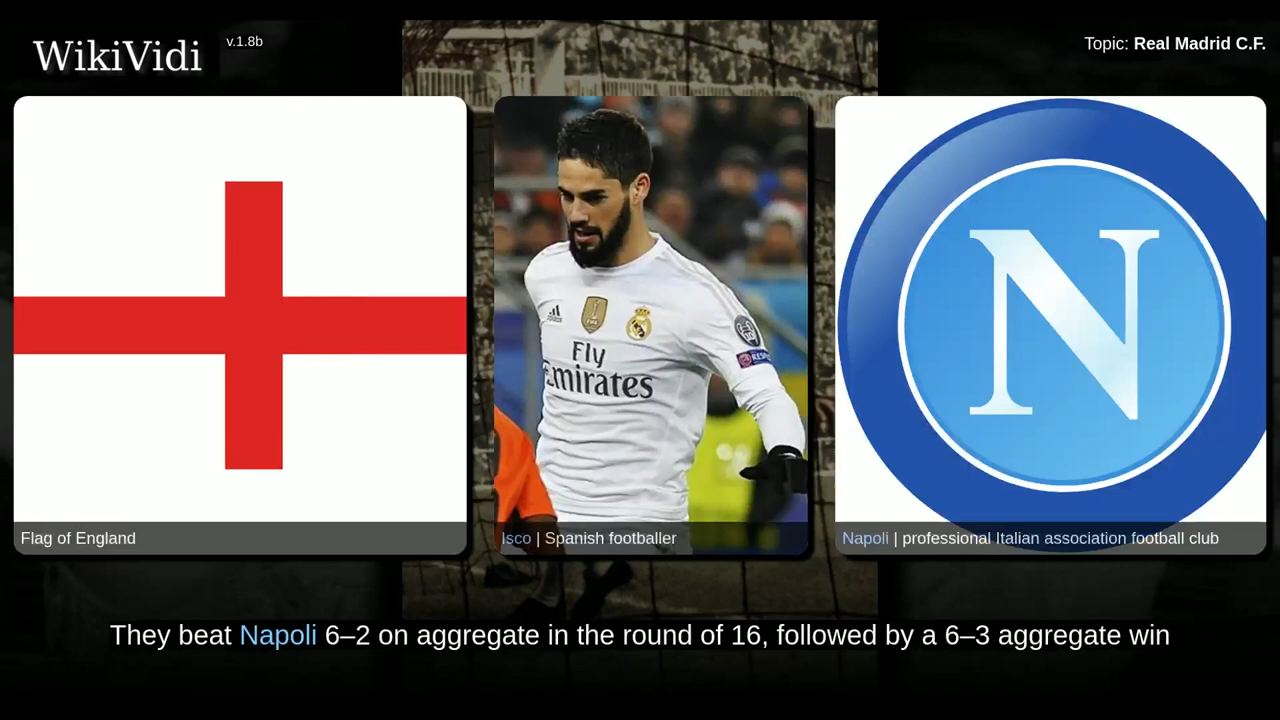 WikiVidi
v.1.8b
Topic: Real Madrid C.F.
N
Fly
Emirates
RESPE
Flag of England
Isco | Spanish footballer
Napoli | professional Italian association football club
They beat Napoli 6–2 on aggregate in the round of 16, followed by a 6–3 aggregate win